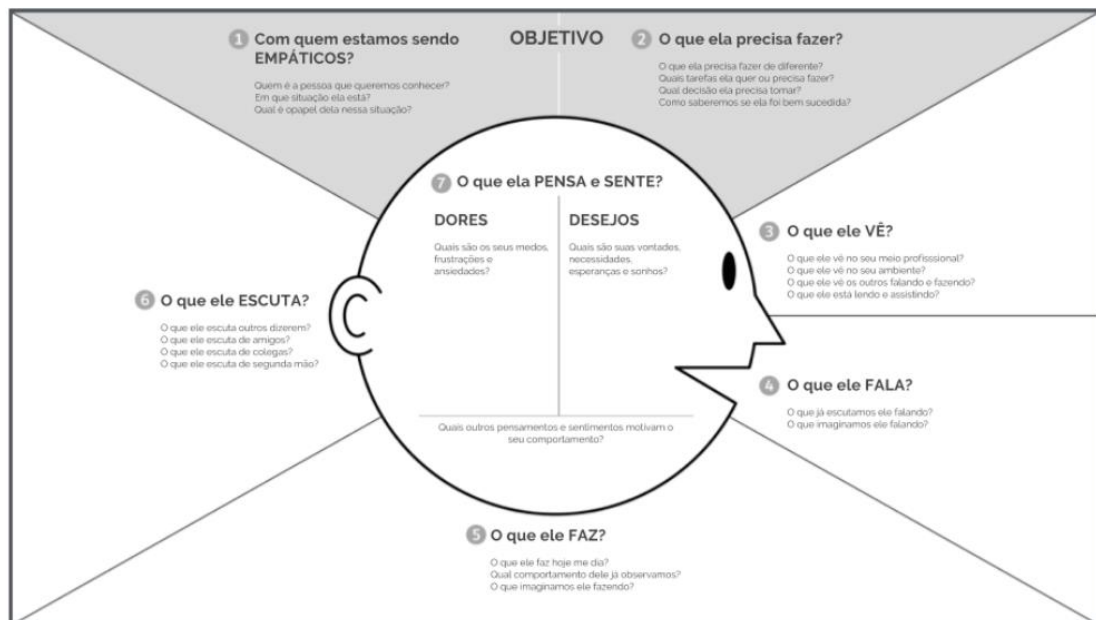 OBJETIVO
1 Com quem estamos sendo
EMPÁTICOS?
Quem é a pessoa que queremos conhecer?
Em que situação ela está?
Qual é opapel dela nessa situação?
2 O que ela precisa fazer?
O que ela precisa fazer de diferente?
Quais tarefas ela quer ou precisa fazer?
Qual decisão ela precisa tomar?
Como saberemos se ela foi bem sucedida?
3 O que ele VÊ?
O que ele vê no seu meio profisssional?
O que ele vê no seu ambiente?
O que ele vê os outros falando e fazendo?
O que ele está lendo e assistindo?
4 O que ele FALA?
O que já escutamos ele falando?
O que imaginamos ele falando?
5 O que ele FAZ?
O que ele faz hoje me dia?
Qual comportamento dele já observamos?
O que imaginamos ele fazendo?
6 O que ele ESCUTA?
O que ele escuta outros dizerem?
O que ele escuta de amigos?
O que ele escuta de colegas?
O que ele escuta de segunda mão?
7 O que ela PENSA e SENTE?
DORES
Quais são os seus medos,
frustrações e
ansiedades?
DESEJOS
Quais são suas vontades,
necessidades,
esperanças e sonhos?
Quais outros pensamentos e sentimentos motivam o
seu comportamento?